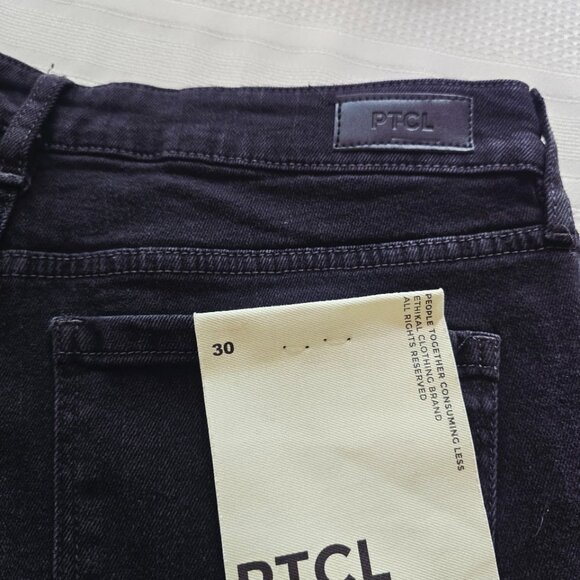 PTCL
30
PEOPLE TOGETHER CONSUMING LESS
ETHIKAL CLOTHING BRAND
ALL RIGHTS RESERVED
PTCL